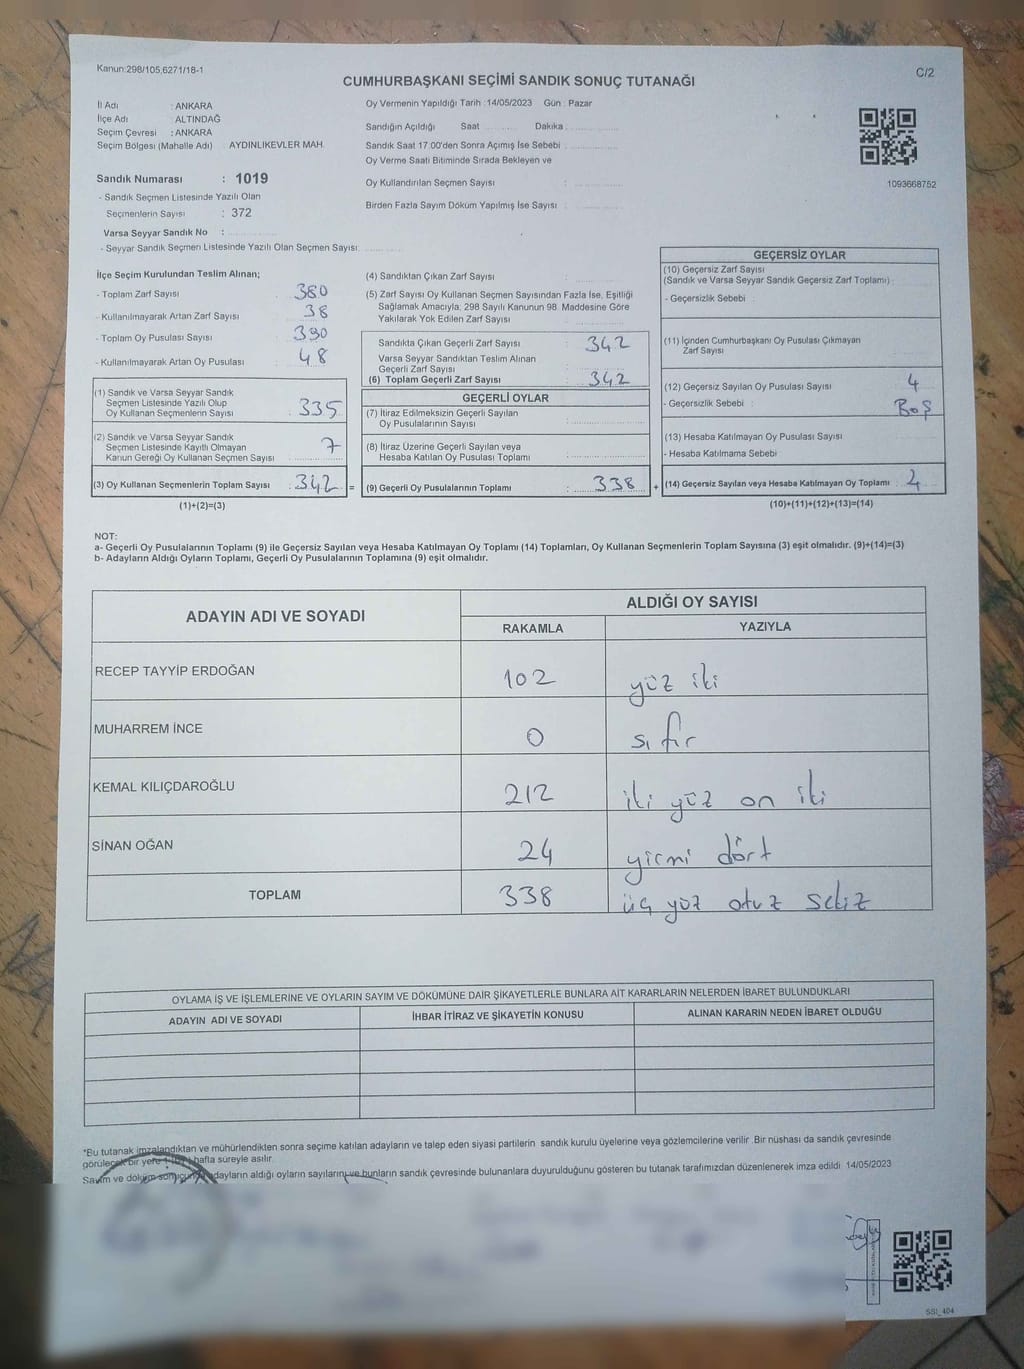 Kanun:298/105,6271/18-1
C/2
CUMHURBAŞKANI SEÇİMİ SANDIK SONUÇ TUTANAĞI
İl Adı : ANKARA
İlçe Adı : ALTINDAĞ
Seçim Çevresi : ANKARA
Seçim Bölgesi (Mahalle Adı) : AYDINLIKEVLER MAH.
Sandık Numarası : 1019
- Sandık Seçmen Listesinde Yazılı Olan
Seçmenlerin Sayısı : 372
Varsa Seyyar Sandık No :
- Seyyar Sandık Seçmen Listesinde Yazılı Olan Seçmen Sayısı:
Oy Vermenin Yapıldığı Tarih :14/05/2023 Gün : Pazar
Sandığın Açıldığı Saat Dakika
Sandık Saat 17.00'den Sonra Açılmış İse Sebebi :
Oy Verme Saati Bitiminde Sırada Bekleyen ve
Oy Kullandırılan Seçmen Sayısı :
Birden Fazla Sayım Döküm Yapılmış İse Sayısı :
1093668752
İlçe Seçim Kurulundan Teslim Alınan;
- Toplam Zarf Sayısı : 380
- Kullanılmayarak Artan Zarf Sayısı : 38
- Toplam Oy Pusulası Sayısı : 390
- Kullanılmayarak Artan Oy Pusulası : 48
(1) Sandık ve Varsa Seyyar Sandık
Seçmen Listesinde Yazılı Olup
Oy Kullanan Seçmenlerin Sayısı : 335
(2) Sandık ve Varsa Seyyar Sandık
Seçmen Listesinde Kayıtlı Olmayan
Kanun Gereği Oy Kullanan Seçmen Sayısı : 7
(3) Oy Kullanan Seçmenlerin Toplam Sayısı : 342 =
(1)+(2)=(3)
(4) Sandıktan Çıkan Zarf Sayısı :
(5) Zarf Sayısı Oy Kullanan Seçmen Sayısından Fazla İse, Eşitliği
Sağlamak Amacıyla, 298 Sayılı Kanunun 98. Maddesine Göre
Yakılarak Yok Edilen Zarf Sayısı :
Sandıkta Çıkan Geçerli Zarf Sayısı : 342
Varsa Seyyar Sandıktan Teslim Alınan
Geçerli Zarf Sayısı :
(6) Toplam Geçerli Zarf Sayısı : 342
GEÇERLİ OYLAR
(7) İtiraz Edilmeksizin Geçerli Sayılan
Oy Pusulalarının Sayısı :
(8) İtiraz Üzerine Geçerli Sayılan veya
Hesaba Katılan Oy Pusulası Toplamı :
(9) Geçerli Oy Pusulalarının Toplamı : 338 +
GEÇERSİZ OYLAR
(10) Geçersiz Zarf Sayısı
(Sandık ve Varsa Seyyar Sandık Geçersiz Zarf Toplamı) :
- Geçersizlik Sebebi :
(11) İçinden Cumhurbaşkanı Oy Pusulası Çıkmayan
Zarf Sayısı :
(12) Geçersiz Sayılan Oy Pusulası Sayısı : 4
- Geçersizlik Sebebi : BOŞ
(13) Hesaba Katılmayan Oy Pusulası Sayısı
- Hesaba Katılmama Sebebi
(14) Geçersiz Sayılan veya Hesaba Katılmayan Oy Toplamı : 4
(10)+(11)+(12)+(13)=(14)
NOT:
a- Geçerli Oy Pusulalarının Toplamı (9) ile Geçersiz Sayılan veya Hesaba Katılmayan Oy Toplamı (14) Toplamları, Oy Kullanan Seçmenlerin Toplam Sayısına (3) eşit olmalıdır. (9)+(14)=(3)
b- Adayların Aldığı Oyların Toplamı, Geçerli Oy Pusulalarının Toplamına (9) eşit olmalıdır.
ADAYIN ADI VE SOYADI ALDIĞI OY SAYISI
RAKAMLA YAZIYLA
RECEP TAYYİP ERDOĞAN 102 yüz iki
MUHARREM İNCE 0 sıfır
KEMAL KILIÇDAROĞLU 212 iki yüz on iki
SİNAN OĞAN 24 yirmi dört
TOPLAM 338 üç yüz otuz sekiz
OYLAMA İŞ VE İŞLEMLERİNE VE OYLARIN SAYIM VE DÖKÜMÜNE DAİR ŞİKAYETLERLE BUNLARA AİT KARARLARIN NELERDEN İBARET BULUNDUKLARI
ADAYIN ADI VE SOYADI İHBAR İTİRAZ VE ŞİKAYETİN KONUSU ALINAN KARARIN NEDEN İBARET OLDUĞU
*Bu tutanak imzalandıktan ve mühürlendikten sonra seçime katılan adayların ve talep eden siyasi partilerin sandık kurulu üyelerine veya gözlemcilerine verilir .Bir nüshası da sandık çevresinde
görülecek bir yere hafta süreyle asılır.
Sayım ve döküm adayların aldığı oyların sayılarını ve bunların sandık çevresinde bulunanlara duyurulduğunu gösteren bu tutanak tarafımızdan düzenlenerek imza edildi 14/05/2023
SSI_404